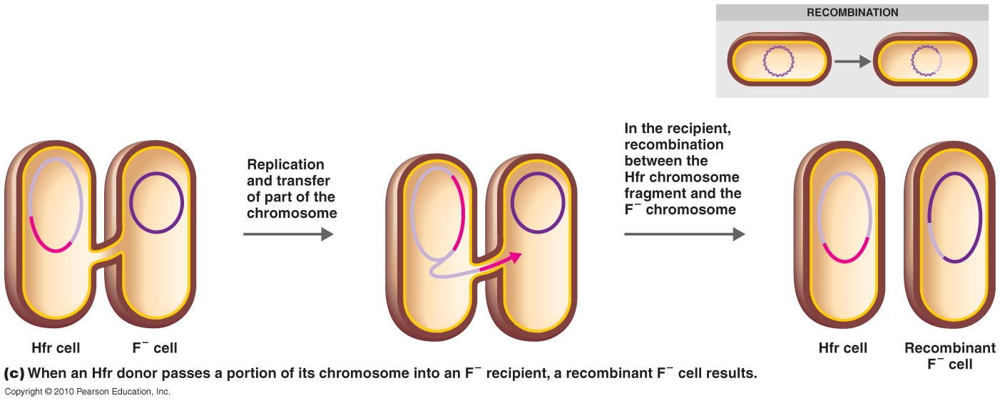 RECOMBINATION
Replication
and transfer
of part of the
chromosome
In the recipient,
recombination
between the
Hfr chromosome
fragment and the
F⁻ chromosome
Hfr cell
F⁻ cell
Hfr cell
Recombinant
F⁻ cell
(c) When an Hfr donor passes a portion of its chromosome into an F⁻ recipient, a recombinant F⁻ cell results.
Copyright © 2010 Pearson Education, Inc.